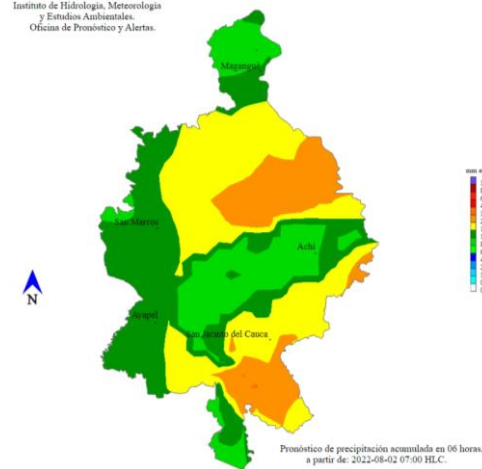 Instituto de Hidrología, Meteorología
y Estudios Ambientales.
Oficina de Pronóstico y Alertas.
Magangué
San Marcos
Achí
Ayapel
San Jacinto del Cauca
N
Pronóstico de precipitación acumulada en 06 horas,
a partir de: 2022-08-02 07:00 HLC.